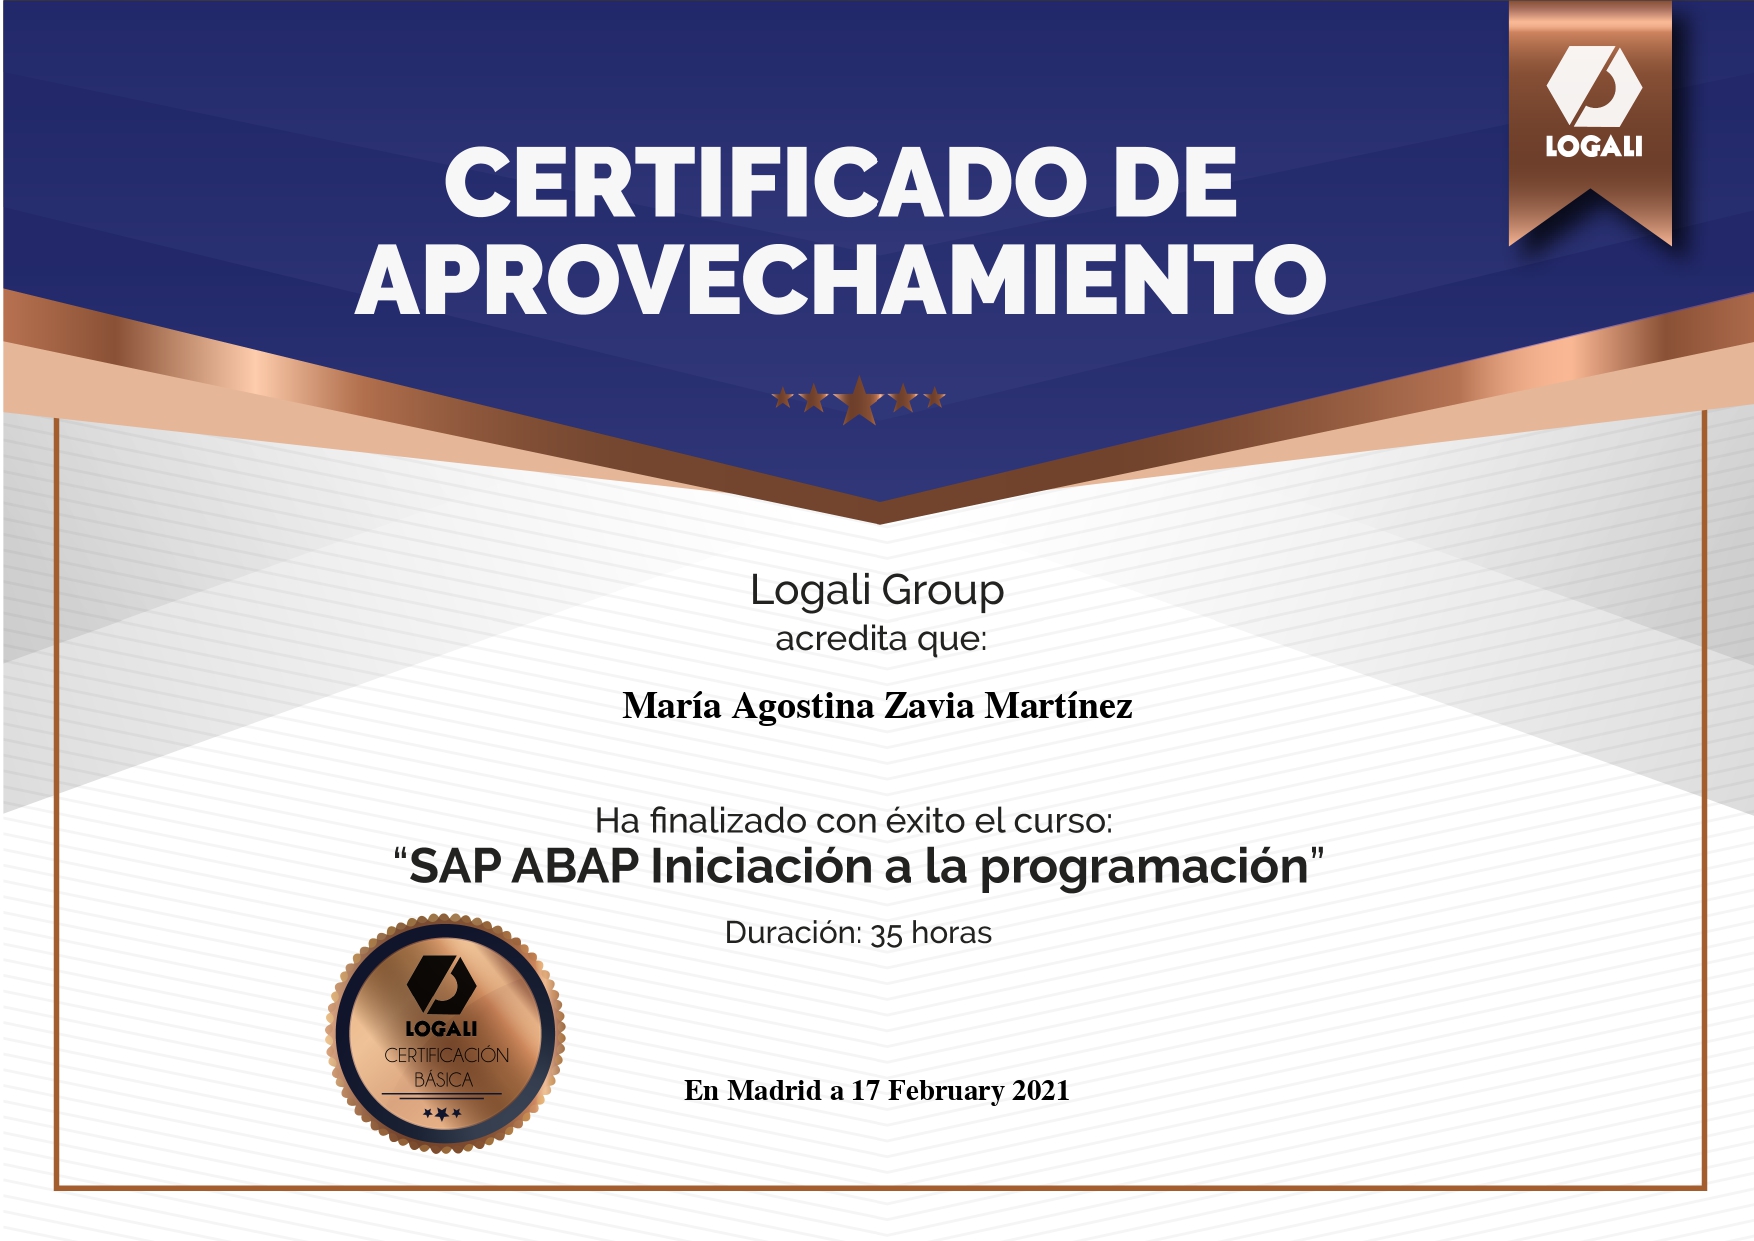 LOGALI
CERTIFICADO DE
APROVECHAMIENTO
Logali Group
acredita que:
María Agostina Zavia Martínez
Ha finalizado con éxito el curso:
“SAP ABAP Iniciación a la programación”
Duración: 35 horas
LOGALI
CERTIFICACIÓN
BÁSICA
En Madrid a 17 February 2021